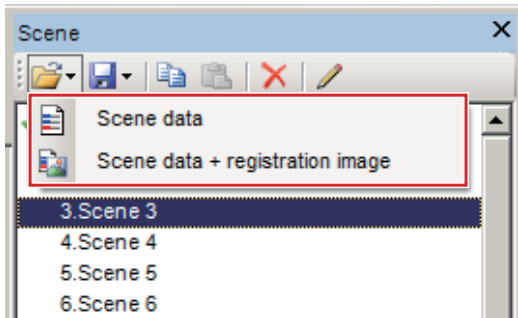 Scene
Scene data
Scene data + registration image
3.Scene 3
4.Scene 4
5.Scene 5
6.Scene 6